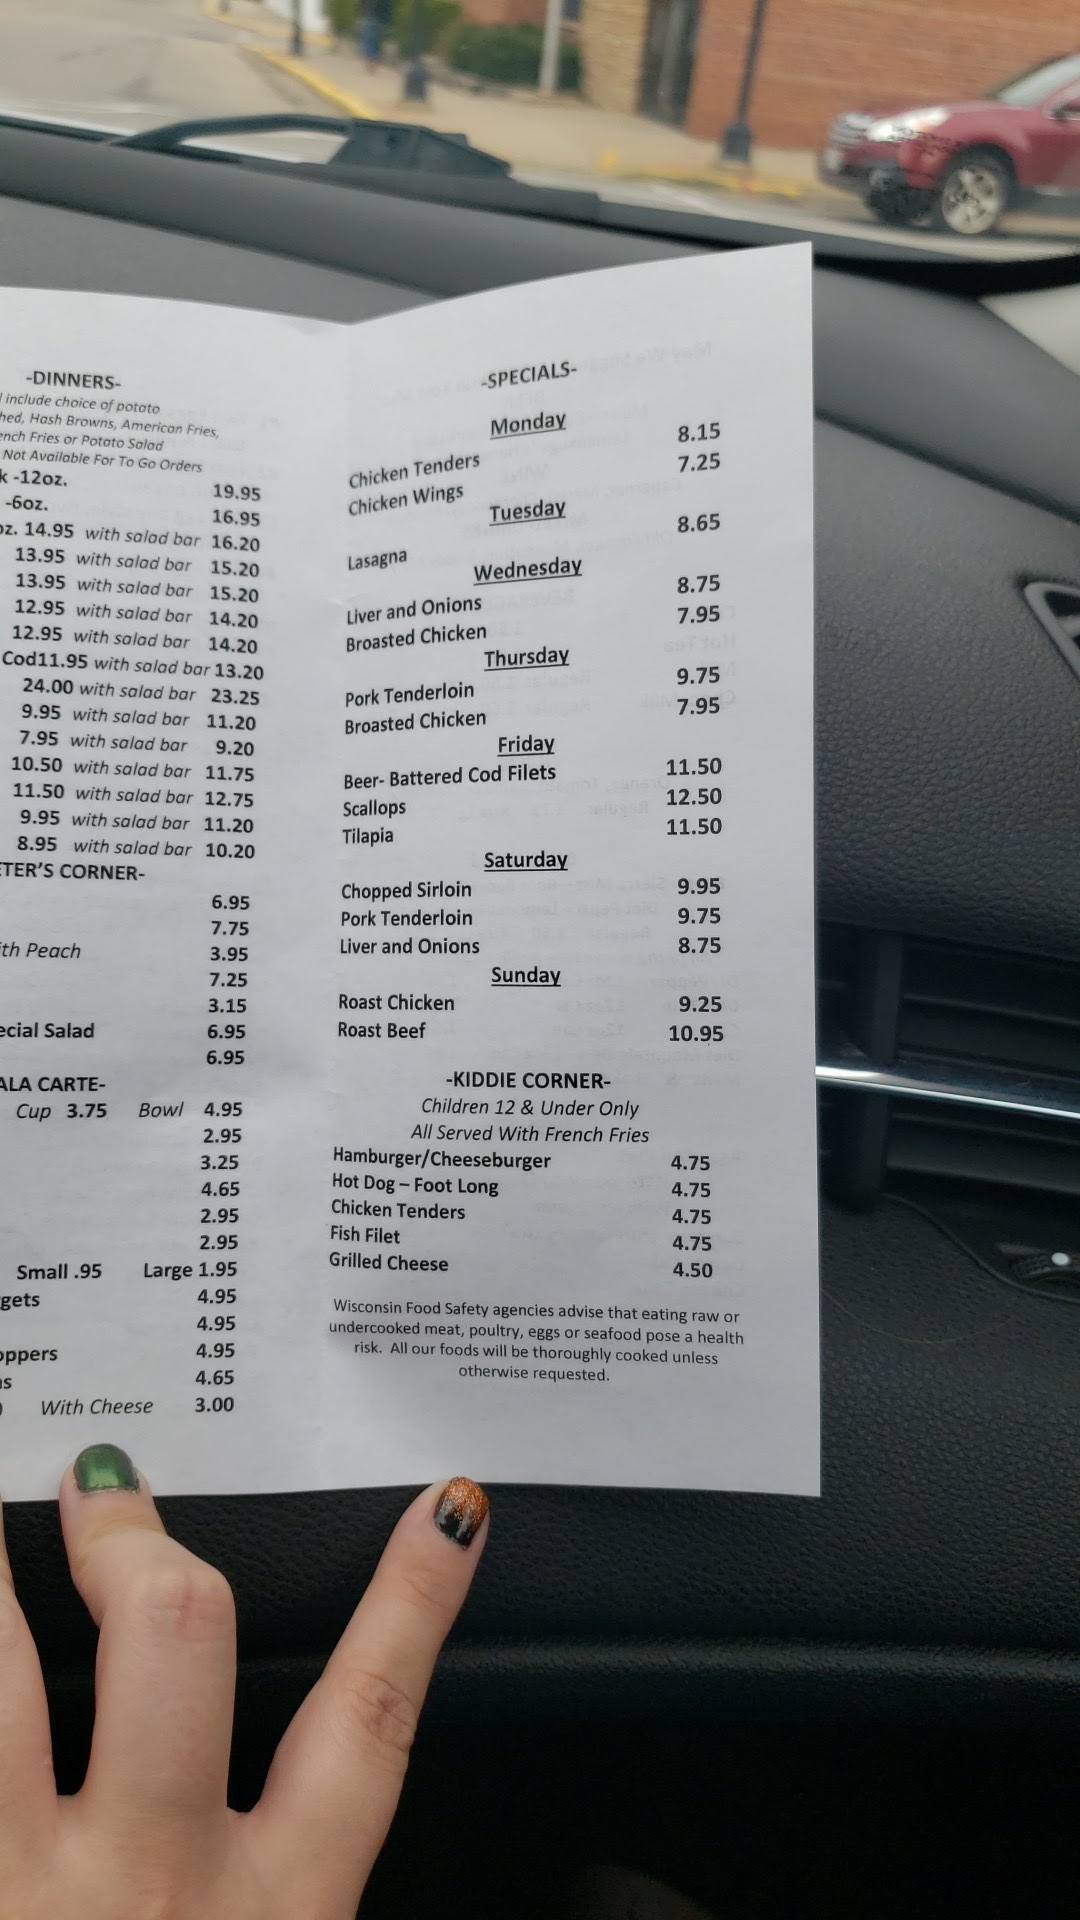 -DINNERS-
include choice of potato
Hash Browns, American Fries,
Fries or Potato Salad
Not Available For To Go Orders
-12oz. 19.95
-6oz. 16.95
14.95 with salad bar 16.20
13.95 with salad bar 15.20
13.95 with salad bar 15.20
12.95 with salad bar 14.20
12.95 with salad bar 14.20
Cod11.95 with salad bar 13.20
24.00 with salad bar 23.25
9.95 with salad bar 11.20
7.95 with salad bar 9.20
10.50 with salad bar 11.75
11.50 with salad bar 12.75
9.95 with salad bar 11.20
8.95 with salad bar 10.20
CORNER-
6.95
7.75
Peach 3.95
7.25
3.15
Salad 6.95
6.95
CARTE-
Cup 3.75 Bowl 4.95
2.95
3.25
4.65
2.95
2.95
Small .95 Large 1.95
4.95
4.95
4.95
4.65
With Cheese 3.00
-SPECIALS-
Monday
Chicken Tenders 8.15
Chicken Wings 7.25
Tuesday
Lasagna 8.65
Wednesday
Liver and Onions 8.75
Broasted Chicken 7.95
Thursday
Pork Tenderloin 9.75
Broasted Chicken 7.95
Friday
Beer- Battered Cod Filets 11.50
Scallops 12.50
Tilapia 11.50
Saturday
Chopped Sirloin 9.95
Pork Tenderloin 9.75
Liver and Onions 8.75
Sunday
Roast Chicken 9.25
Roast Beef 10.95
-KIDDIE CORNER-
Children 12 & Under Only
All Served With French Fries
Hamburger/Cheeseburger 4.75
Hot Dog – Foot Long 4.75
Chicken Tenders 4.75
Fish Filet 4.75
Grilled Cheese 4.50
Wisconsin Food Safety agencies advise that eating raw or
undercooked meat, poultry, eggs or seafood pose a health
risk. All our foods will be thoroughly cooked unless
otherwise requested.